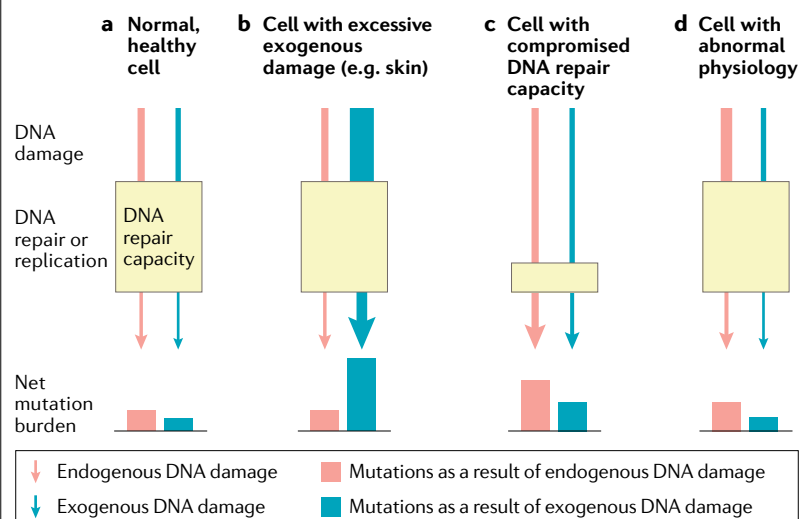 a Normal, healthy cell
b Cell with excessive exogenous damage (e.g. skin)
c Cell with compromised DNA repair capacity
d Cell with abnormal physiology
DNA
damage
DNA
repair or
replication
DNA
repair
capacity
Net
mutation
burden
Endogenous DNA damage
Mutations as a result of endogenous DNA damage
Exogenous DNA damage
Mutations as a result of exogenous DNA damage